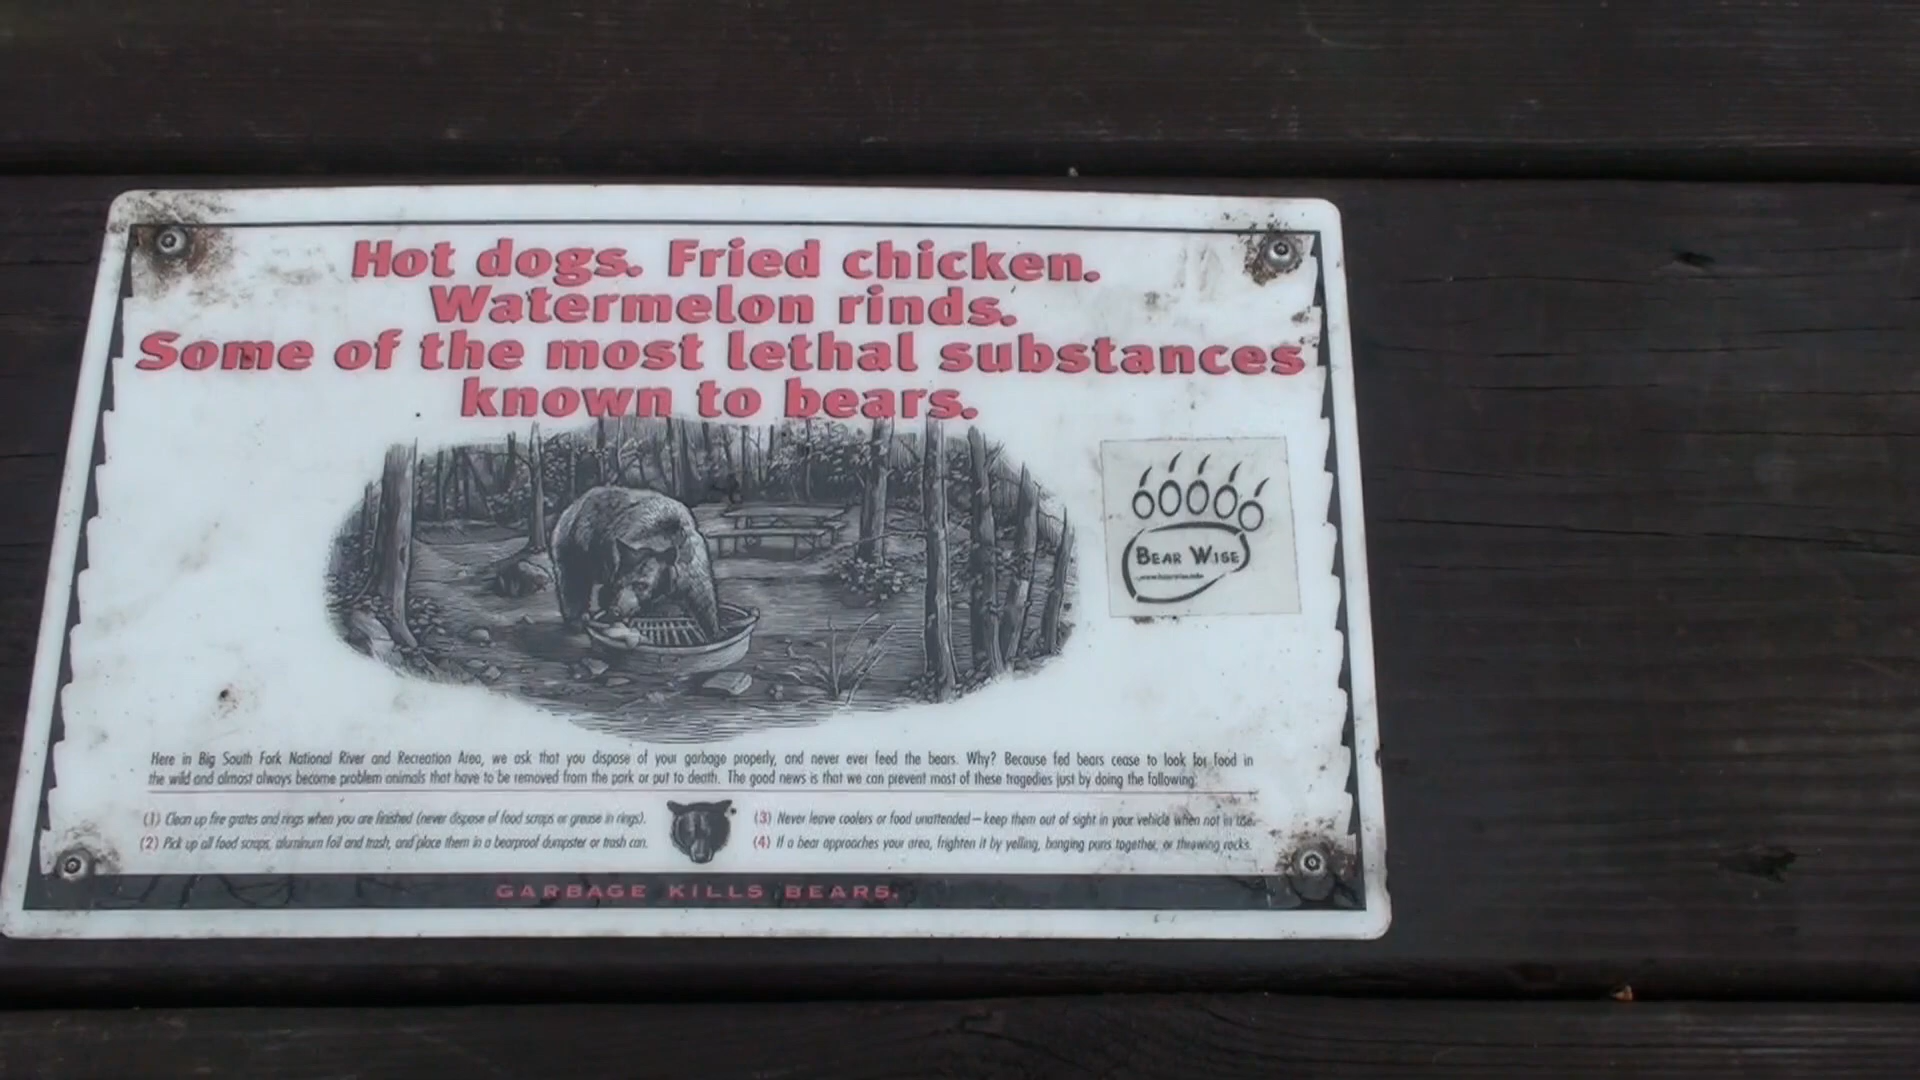 Hot dogs. Fried chicken.
Watermelon rinds.
Some of the most lethal substances
known to bears.
BEAR WISE
Here in Big South Fork National River and Recreation Area, we ask that you dispose of your garbage properly, and never ever feed the bears. Why? Because fed bears cease to look for food in
the wild and almost always become problem animals that have to be removed from the park or put to death. The good news is that we can prevent most of these tragedies just by doing the following:
(1) Clean up fire grates and rings when you are finished (never dispose of food scraps or grease in rings).
(2) Pick up all food scraps, aluminum foil and trash, and place them in a bearproof dumpster or trash can.
(3) Never leave coolers or food unattended – keep them out of sight in your vehicle when not in use.
(4) If a bear approaches your area, frighten it by yelling, banging pans together, or throwing rocks.
GARBAGE KILLS BEARS.